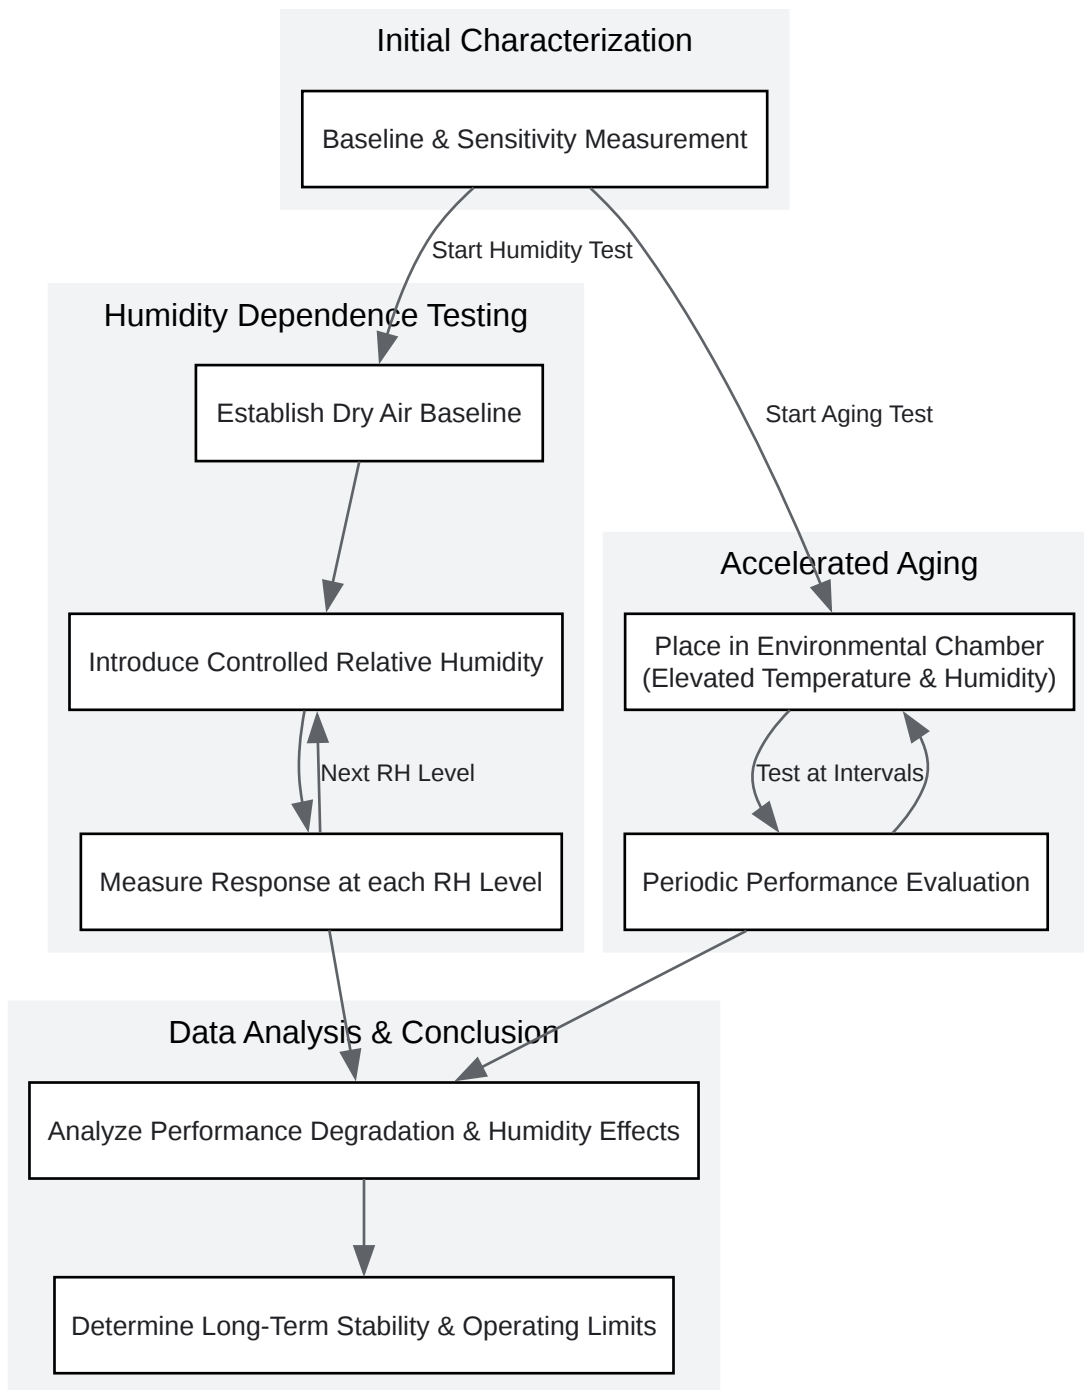 Initial Characterization
Baseline & Sensitivity Measurement
Start Humidity Test
Humidity Dependence Testing
Establish Dry Air Baseline
Start Aging Test
Accelerated Aging
Introduce Controlled Relative Humidity
Place in Environmental Chamber
(Elevated Temperature & Humidity)
Next RH Level
Test at Intervals
Measure Response at each RH Level
Periodic Performance Evaluation
Data Analysis & Conclusion
Analyze Performance Degradation & Humidity Effects
Determine Long-Term Stability & Operating Limits